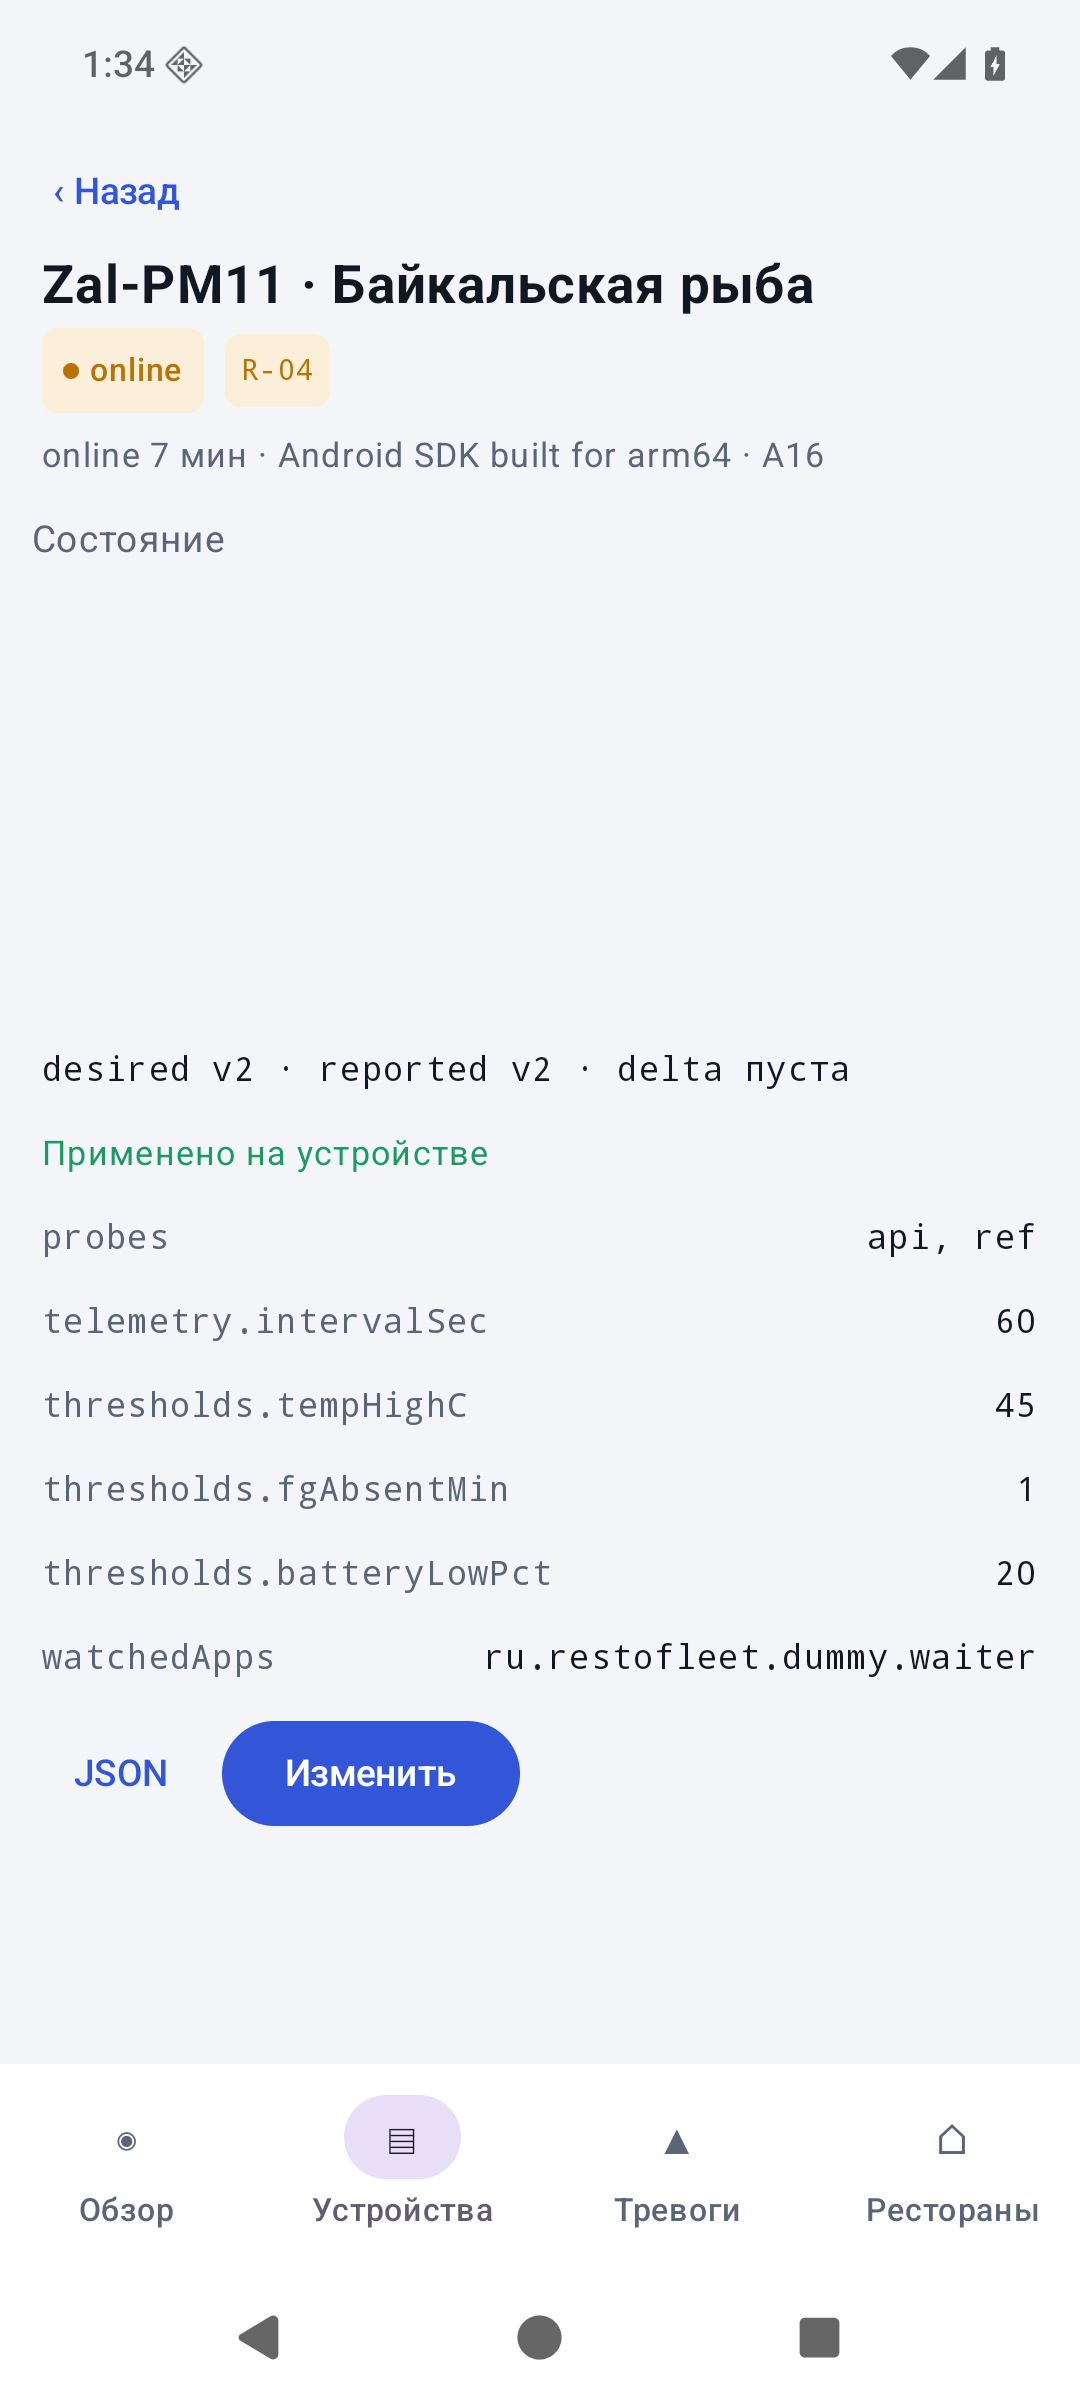 1:34
‹ Назад
Zal-PM11 · Байкальская рыба
online R-04
online 7 мин · Android SDK built for arm64 · A16
Состояние
desired v2 · reported v2 · delta пуста
Применено на устройстве
probes api, ref
telemetry.intervalSec 60
thresholds.tempHighC 45
thresholds.fgAbsentMin 1
thresholds.batteryLowPct 20
watchedApps ru.restofleet.dummy.waiter
JSON Изменить
Обзор Устройства Тревоги Рестораны